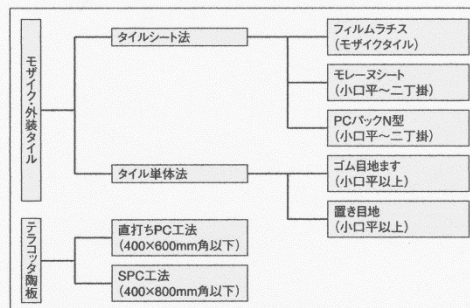 モザイク・外装タイル
タイルシート法
フィルムラチス
(モザイクタイル)
モレーヌシート
(小口平～二丁掛)
PCパックN型
(小口平～二丁掛)
タイル単体法
ゴム目地ます
(小口平以上)
置き目地
(小口平以上)
テラコッタ陶板
直打ちPC工法
(400×600mm角以下)
SPC工法
(400×800mm角以下)